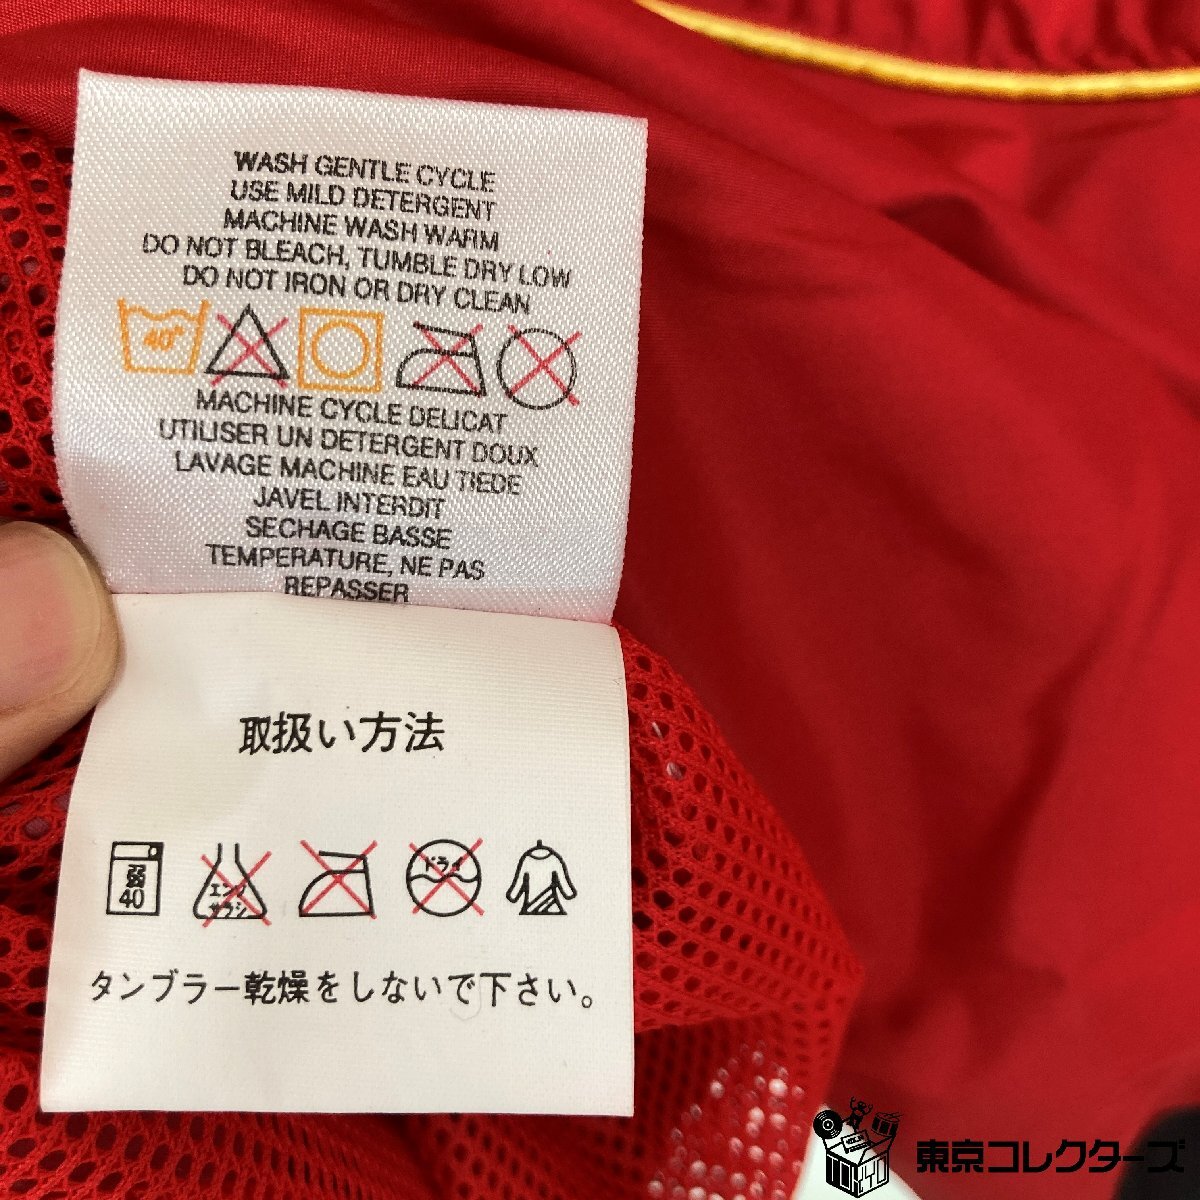 WASH GENTLE CYCLE
USE MILD DETERGENT
MACHINE WASH WARM
DO NOT BLEACH, TUMBLE DRY LOW
DO NOT IRON OR DRY CLEAN
40°
MACHINE CYCLE DELICAT
UTILISER UN DETERGENT DOUX
LAVAGE MACHINE EAU TIEDE
JAVEL INTERDIT
SECHAGE BASSE
TEMPERATURE, NE PAS
REPASSER
取扱い方法
弱
40
エンソ
サラシ
ドライ
タンブラー乾燥をしないで下さい。
TOKYO
東京コレクターズ